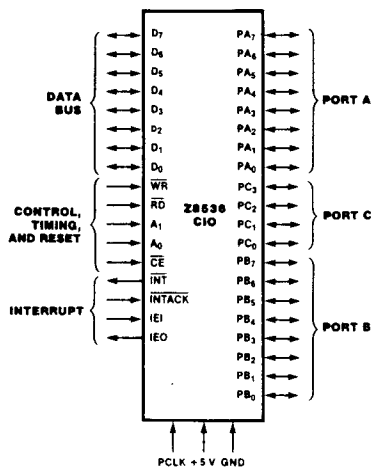 DATA
BUS
CONTROL,
TIMING,
AND RESET
INTERRUPT
D7
D6
D5
D4
D3
D2
D1
D0
WR
RD
A1
A0
CE
INT
INTACK
IEI
IEO
Z8536
CIO
PA7
PA6
PA5
PA4
PA3
PA2
PA1
PA0
PC3
PC2
PC1
PC0
PB7
PB6
PB5
PB4
PB3
PB2
PB1
PB0
PORT A
PORT C
PORT B
PCLK +5 V GND